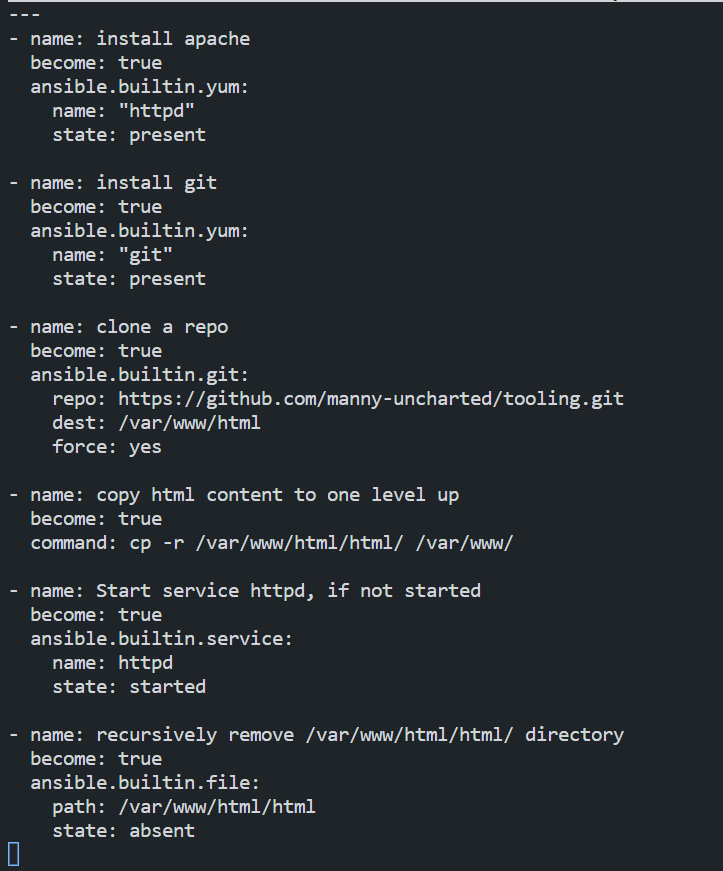 ---
- name: install apache
  become: true
  ansible.builtin.yum:
    name: "httpd"
    state: present

- name: install git
  become: true
  ansible.builtin.yum:
    name: "git"
    state: present

- name: clone a repo
  become: true
  ansible.builtin.git:
    repo: https://github.com/manny-uncharted/tooling.git
    dest: /var/www/html
    force: yes

- name: copy html content to one level up
  become: true
  command: cp -r /var/www/html/html/ /var/www/

- name: Start service httpd, if not started
  become: true
  ansible.builtin.service:
    name: httpd
    state: started

- name: recursively remove /var/www/html/html/ directory
  become: true
  ansible.builtin.file:
    path: /var/www/html/html
    state: absent